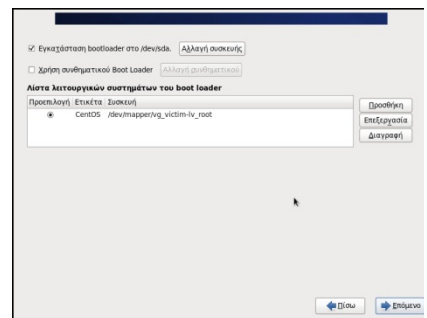 Εγκατάσταση bootloader στο /dev/sda. Αλλαγή συσκευής
Χρήση συνθηματικού Boot Loader Αλλαγή συνθηματικού
Λίστα λειτουργικών συστημάτων του boot loader
Προεπιλογή Ετικέτα Συσκευή
CentOS /dev/mapper/vg_victim-lv_root
Προσθήκη
Επεξεργασία
Διαγραφή
Πίσω Επόμενο